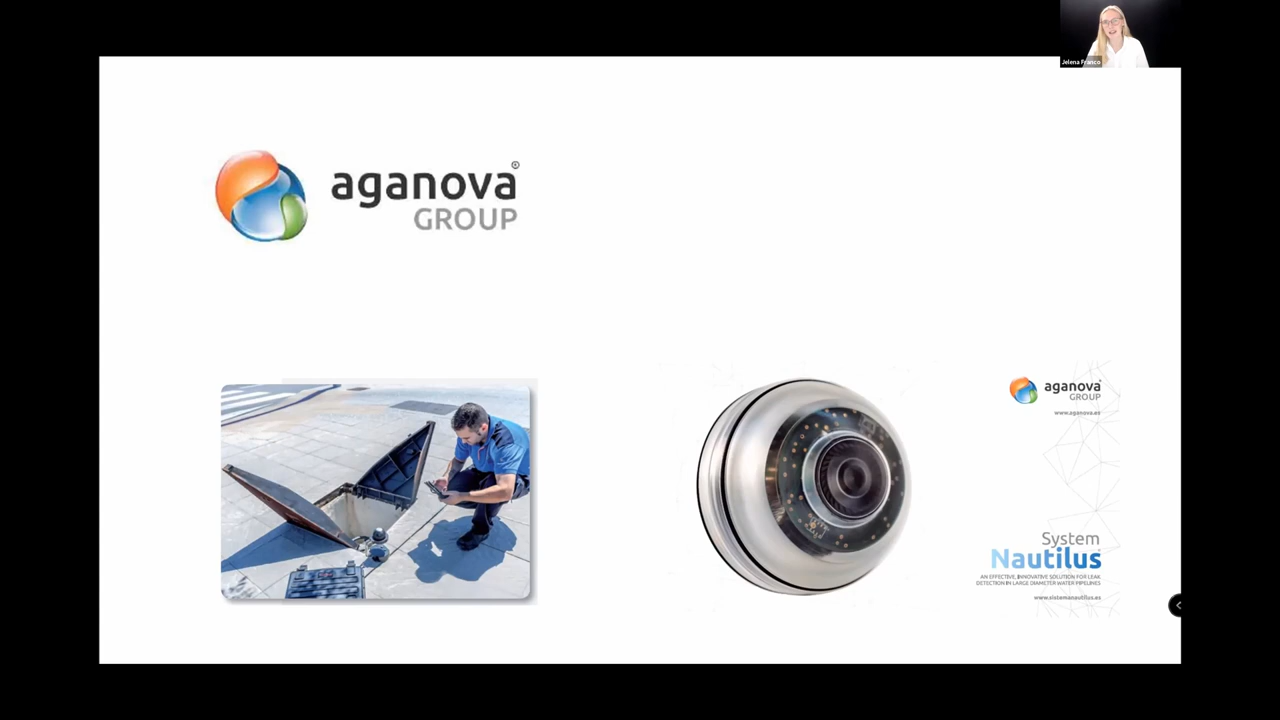 Jelena Franco
aganova®
GROUP
aganova®
GROUP
www.aganova.es
System
Nautilus
AN EFFECTIVE, INNOVATIVE SOLUTION FOR LEAK
DETECTION IN LARGE DIAMETER WATER PIPELINES
www.sistemanautilus.es